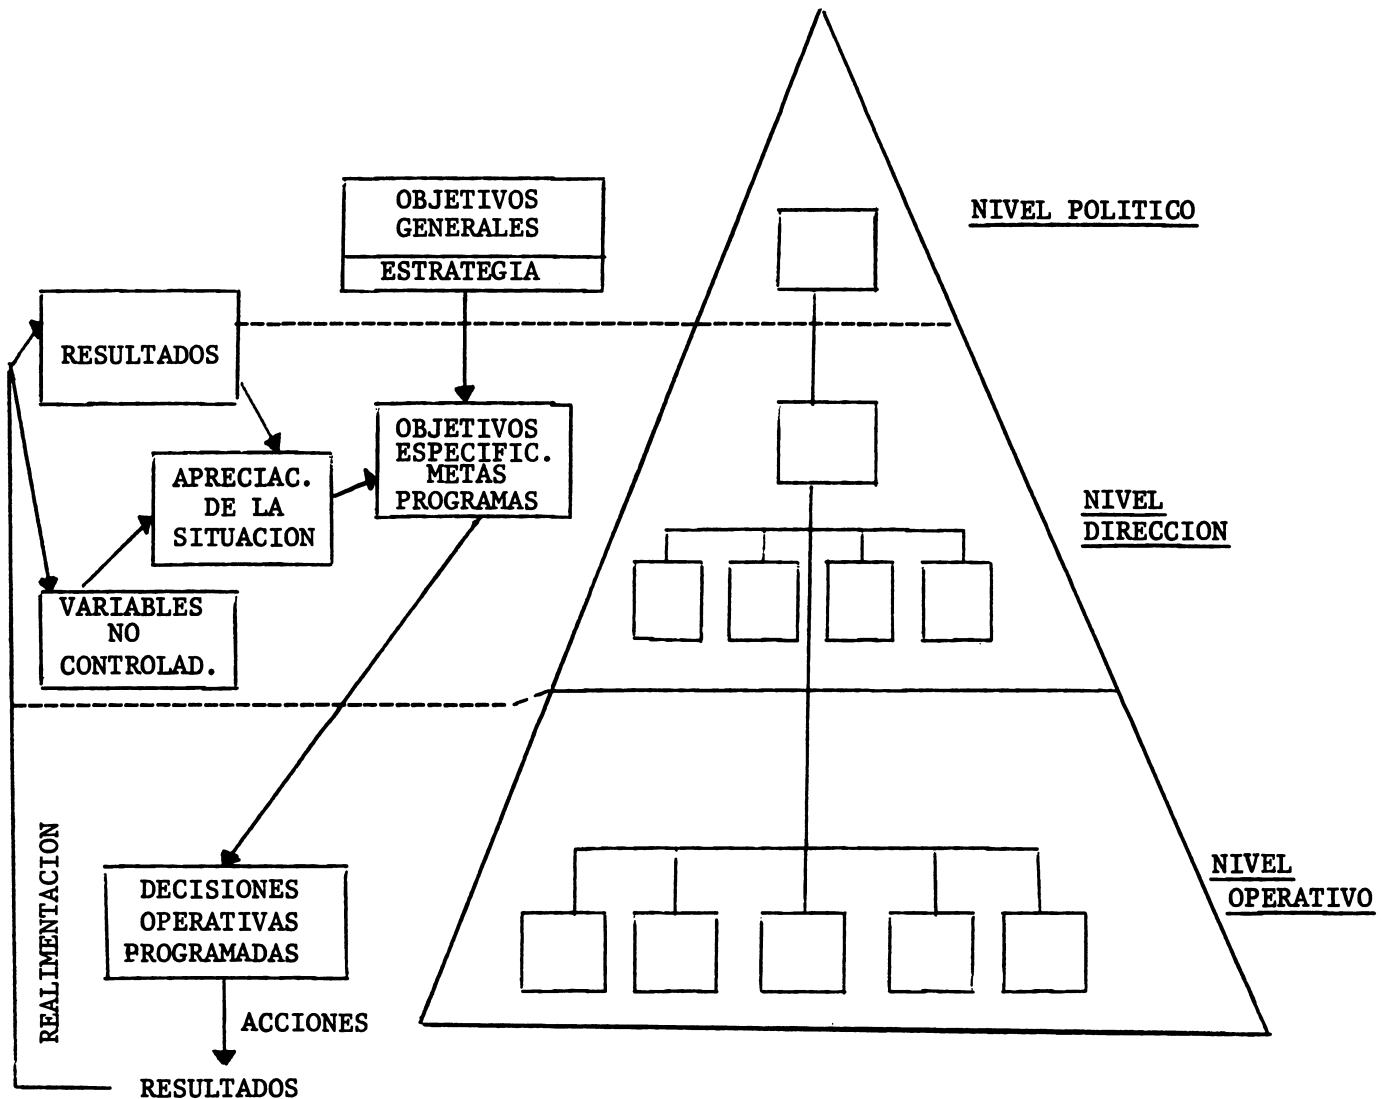 OBJETIVOS
GENERALES
ESTRATEGIA
NIVEL POLITICO
RESULTADOS
OBJETIVOS
ESPECIFIC.
METAS
PROGRAMAS
APRECIAC.
DE LA
SITUACION
NIVEL
DIRECCION
VARIABLES
NO
CONTROLAD.
REALIMENTACION
DECISIONES
OPERATIVAS
PROGRAMADAS
NIVEL
OPERATIVO
ACCIONES
RESULTADOS